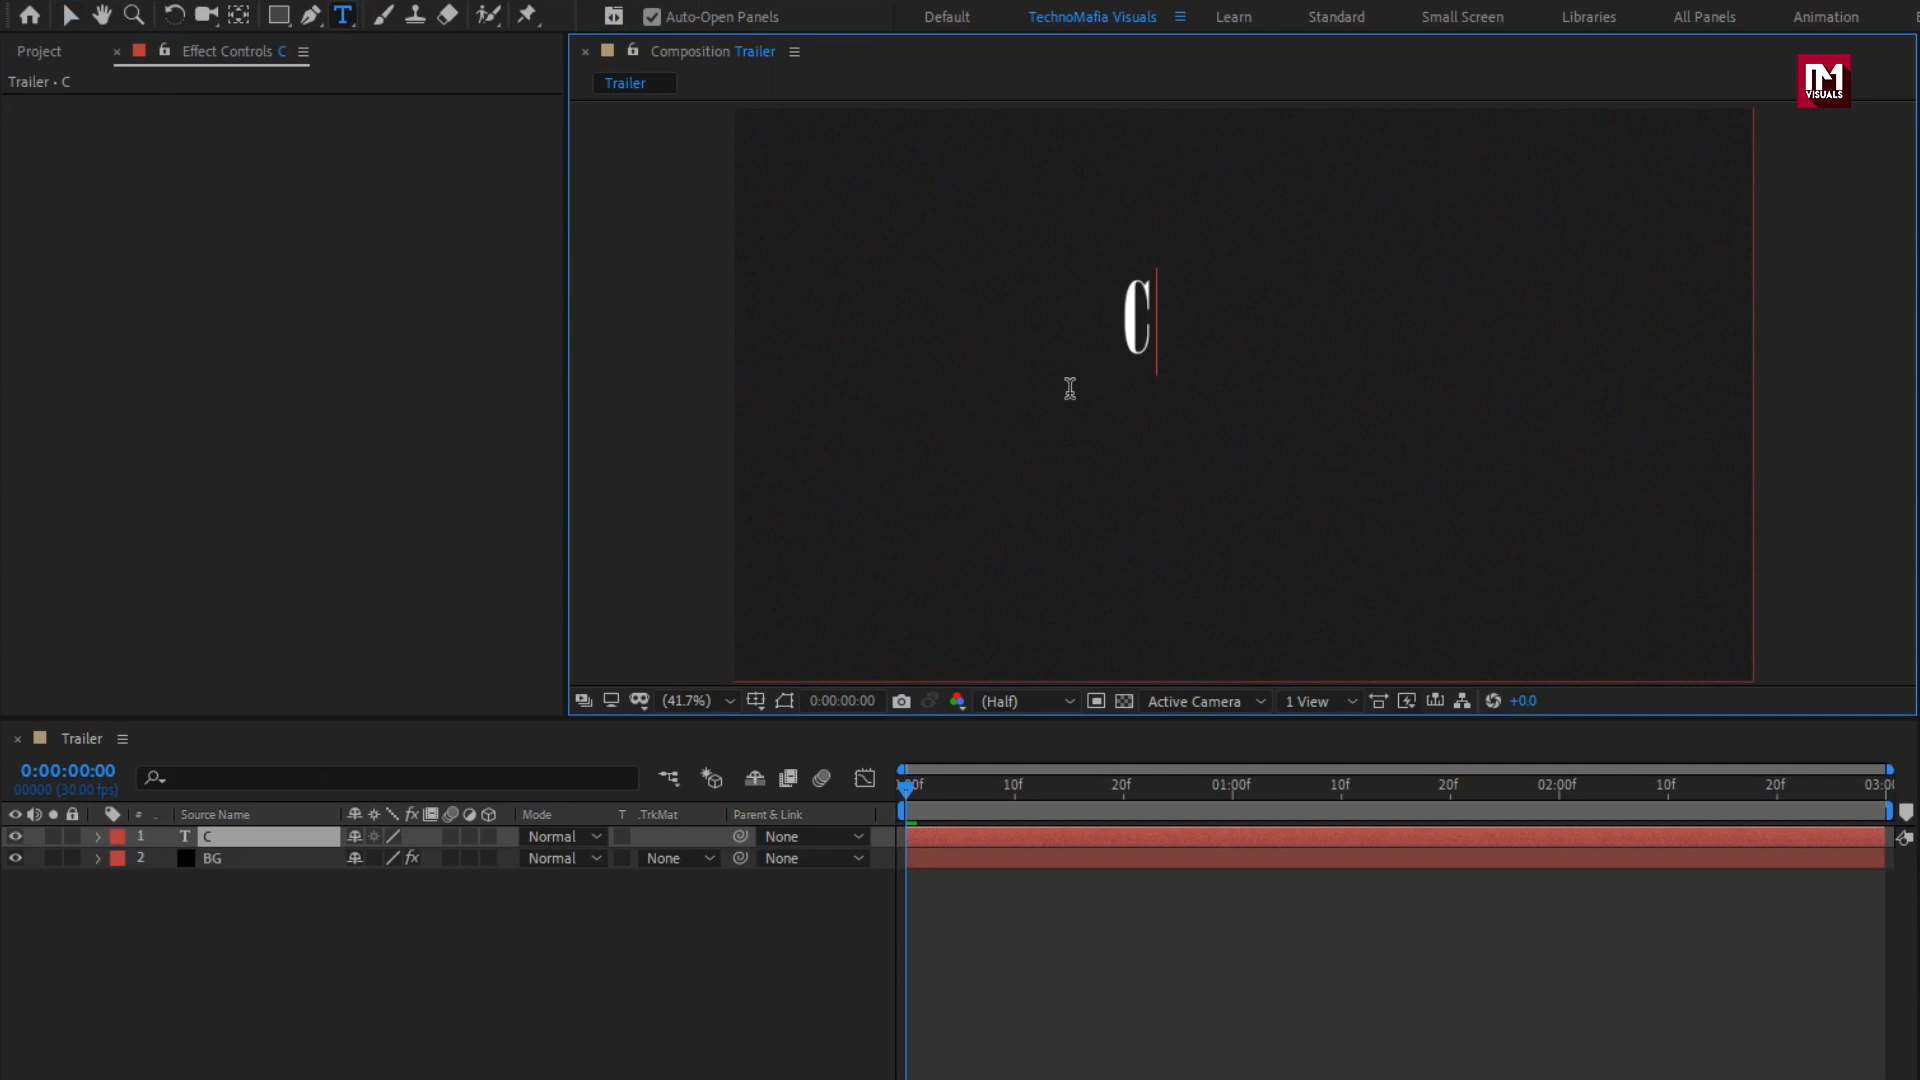 Auto-Open Panels Default TechnoMafia Visuals Learn Standard Small Screen Libraries All Panels Animation
Project Effect Controls C Composition Trailer
Trailer • C Trailer
TM VISUALS
C
(41.7%) 0:00:00:00 (Half) Active Camera 1 View +0.0
Trailer
0:00:00:00
00000 (30.00 fps)
10f 20f 01:00f 10f 20f 02:00f 10f 20f
# Source Name Mode T .TrkMat Parent & Link
1 T C Normal None
2 BG Normal None None